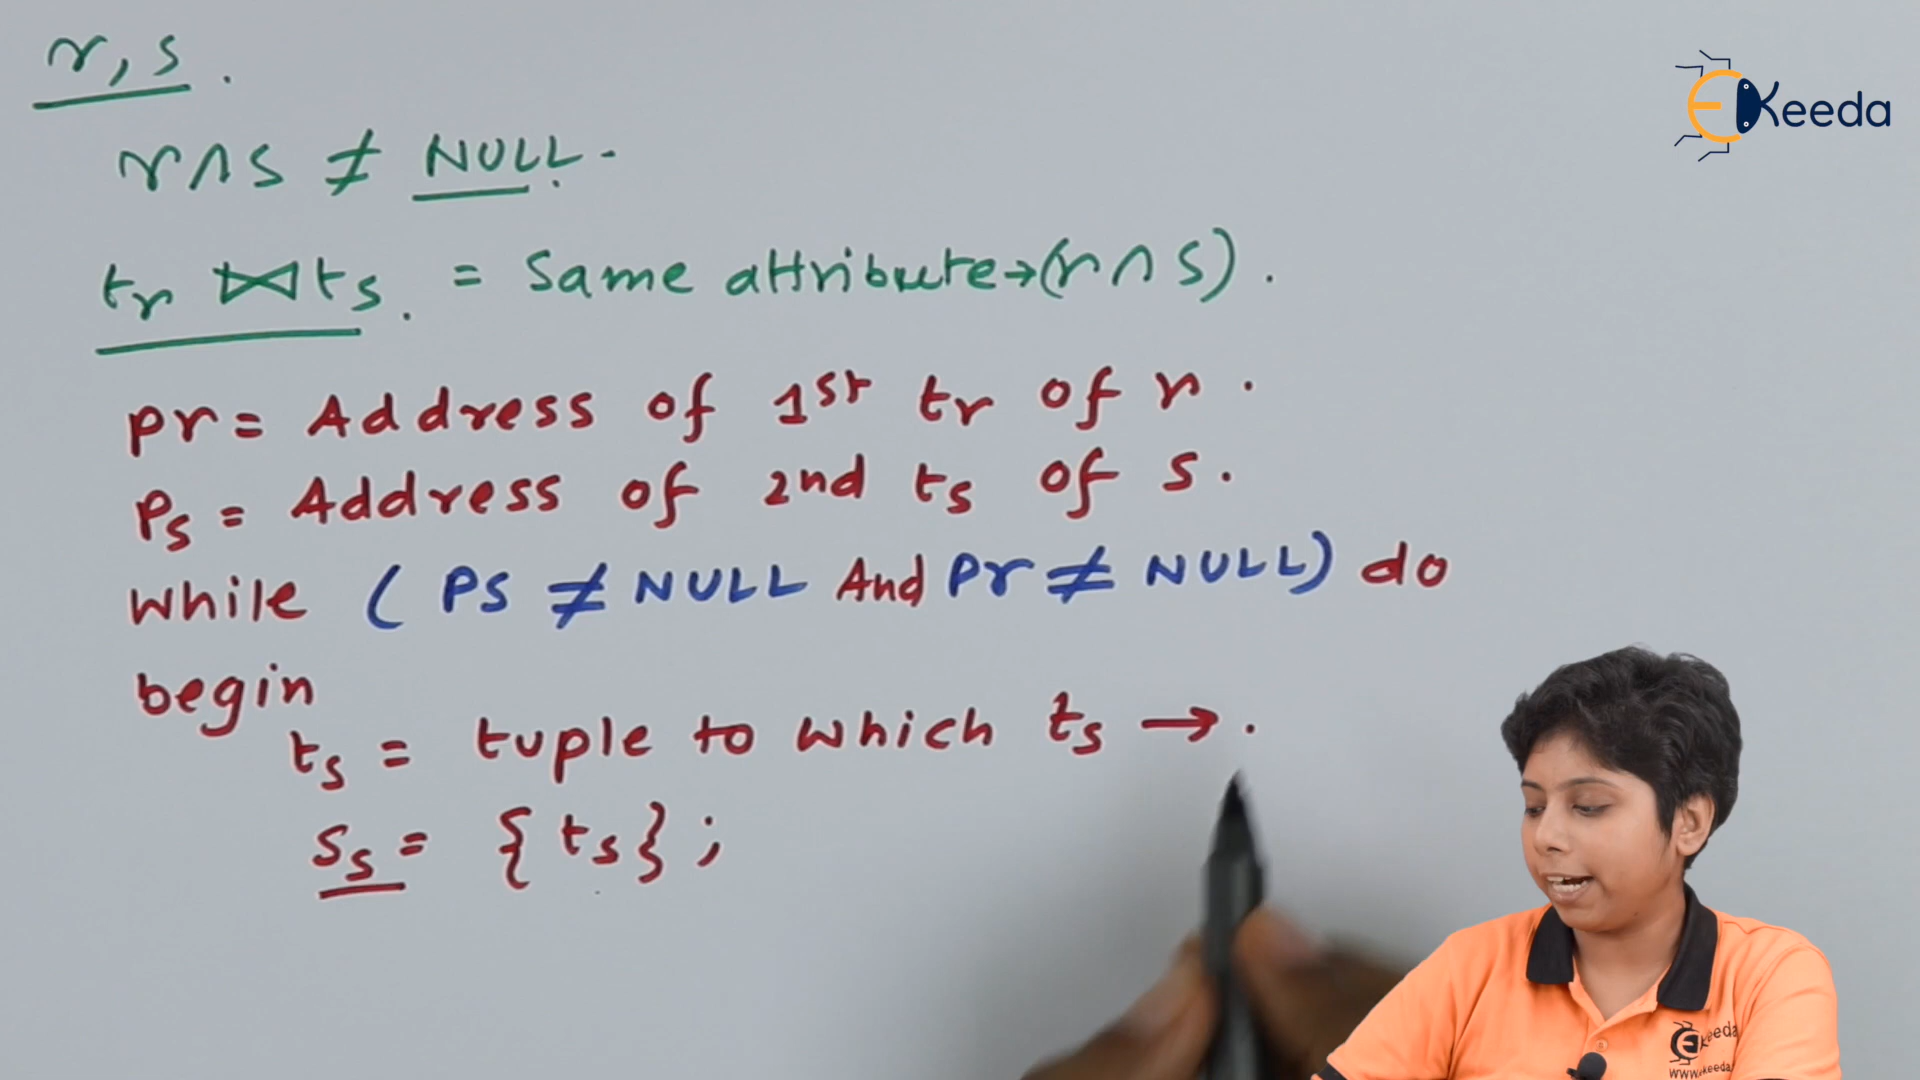 r, s.
EKeeda
r ∩ s ≠ NULL.
tr ⋈ ts. = Same attribute → (r ∩ s).
pr = Address of 1st tr of r.
Ps = Address of 2nd ts of s.
While ( PS ≠ NULL And Pr ≠ NULL) do
begin
ts = tuple to which ts → .
Ss = {ts} ;